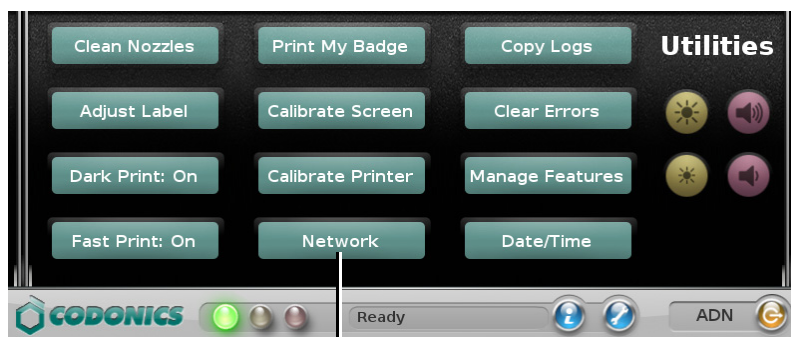 Clean Nozzles Print My Badge Copy Logs Utilities
Adjust Label Calibrate Screen Clear Errors
Dark Print: On Calibrate Printer Manage Features
Fast Print: On Network Date/Time
CODONICS Ready ADN